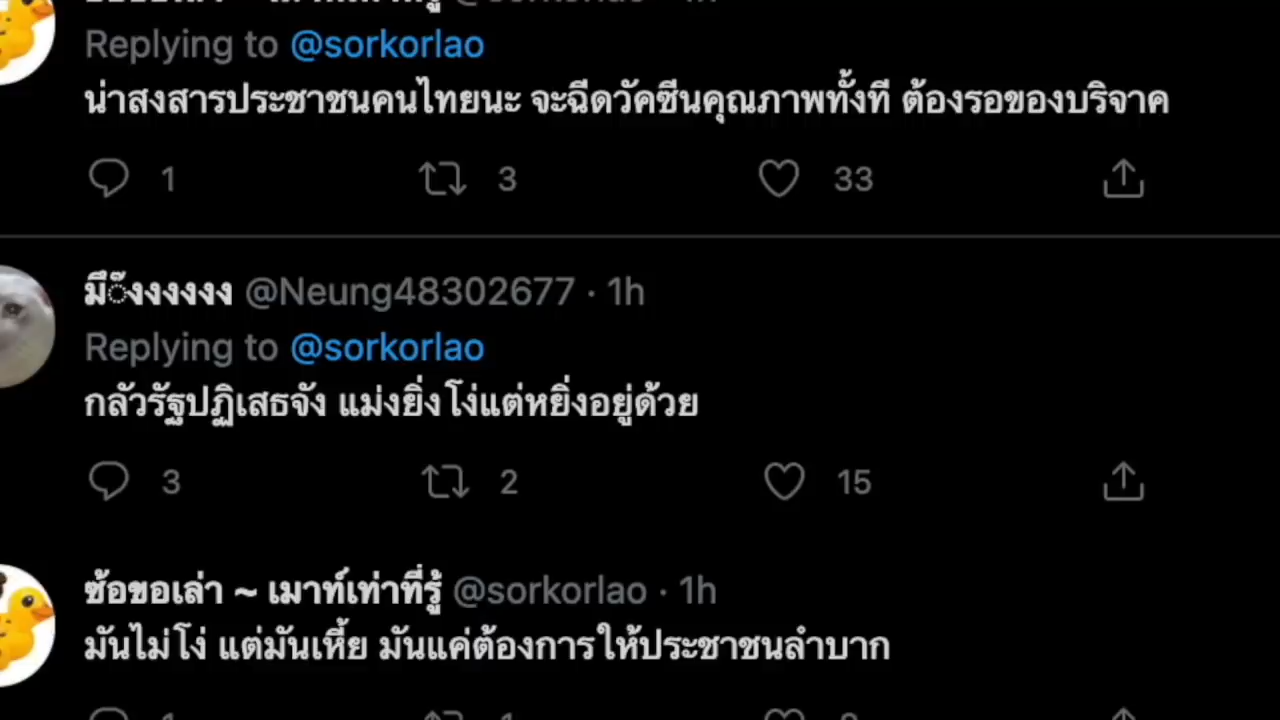 Replying to @sorkorlao
น่าสงสารประชาชนคนไทยนะ จะฉีดวัคซีนคุณภาพทั้งที ต้องรอของบริจาค
1 3 33
มึ๊งงงงงงง @Neung48302677 · 1h
Replying to @sorkorlao
กลัวรัฐปฏิเสธจัง แม่งยิ่งโง่แต่หยิ่งอยู่ด้วย
3 2 15
ซ้อขอเล่า ~ เมาท์เท่าที่รู้ @sorkorlao · 1h
มันไม่โง่ แต่มันเหี้ย มันแค่ต้องการให้ประชาชนลำบาก